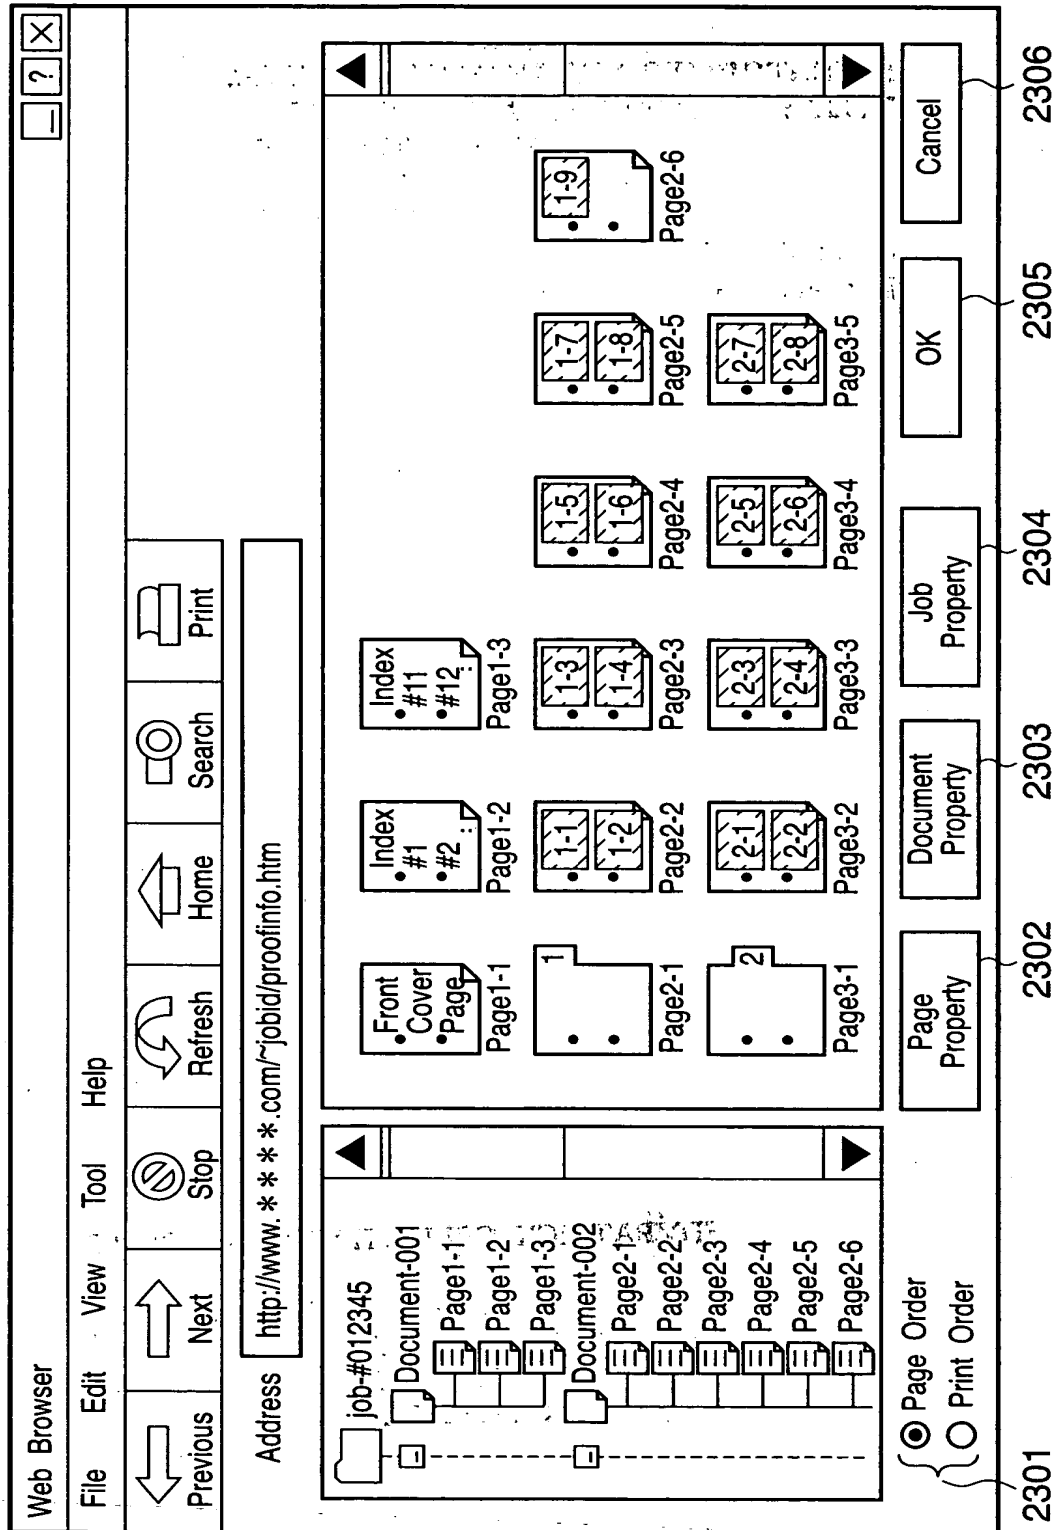 Web Browser
_ ? X
File Edit View Tool Help
Previous Next Stop Refresh Home Search Print
Address http://www.****.com/~jobid/proofinfo.htm
job-#012345
Document-001
Page1-1
Page1-2
Page1-3
Document-002
Page2-1
Page2-2
Page2-3
Page2-4
Page2-5
Page2-6
Front
Cover
Page
Page1-1
Index
#1
#2
Page1-2
Index
#11
#12
Page1-3
1
Page2-1
1-1
1-2
Page2-2
1-3
1-4
Page2-3
1-5
1-6
Page2-4
1-7
1-8
Page2-5
1-9
Page2-6
2
Page3-1
2-1
2-2
Page3-2
2-3
2-4
Page3-3
2-5
2-6
Page3-4
2-7
2-8
Page3-5
Page Order
Print Order
Page
Property
Document
Property
Job
Property
OK
Cancel
2301 2302 2303 2304 2305 2306